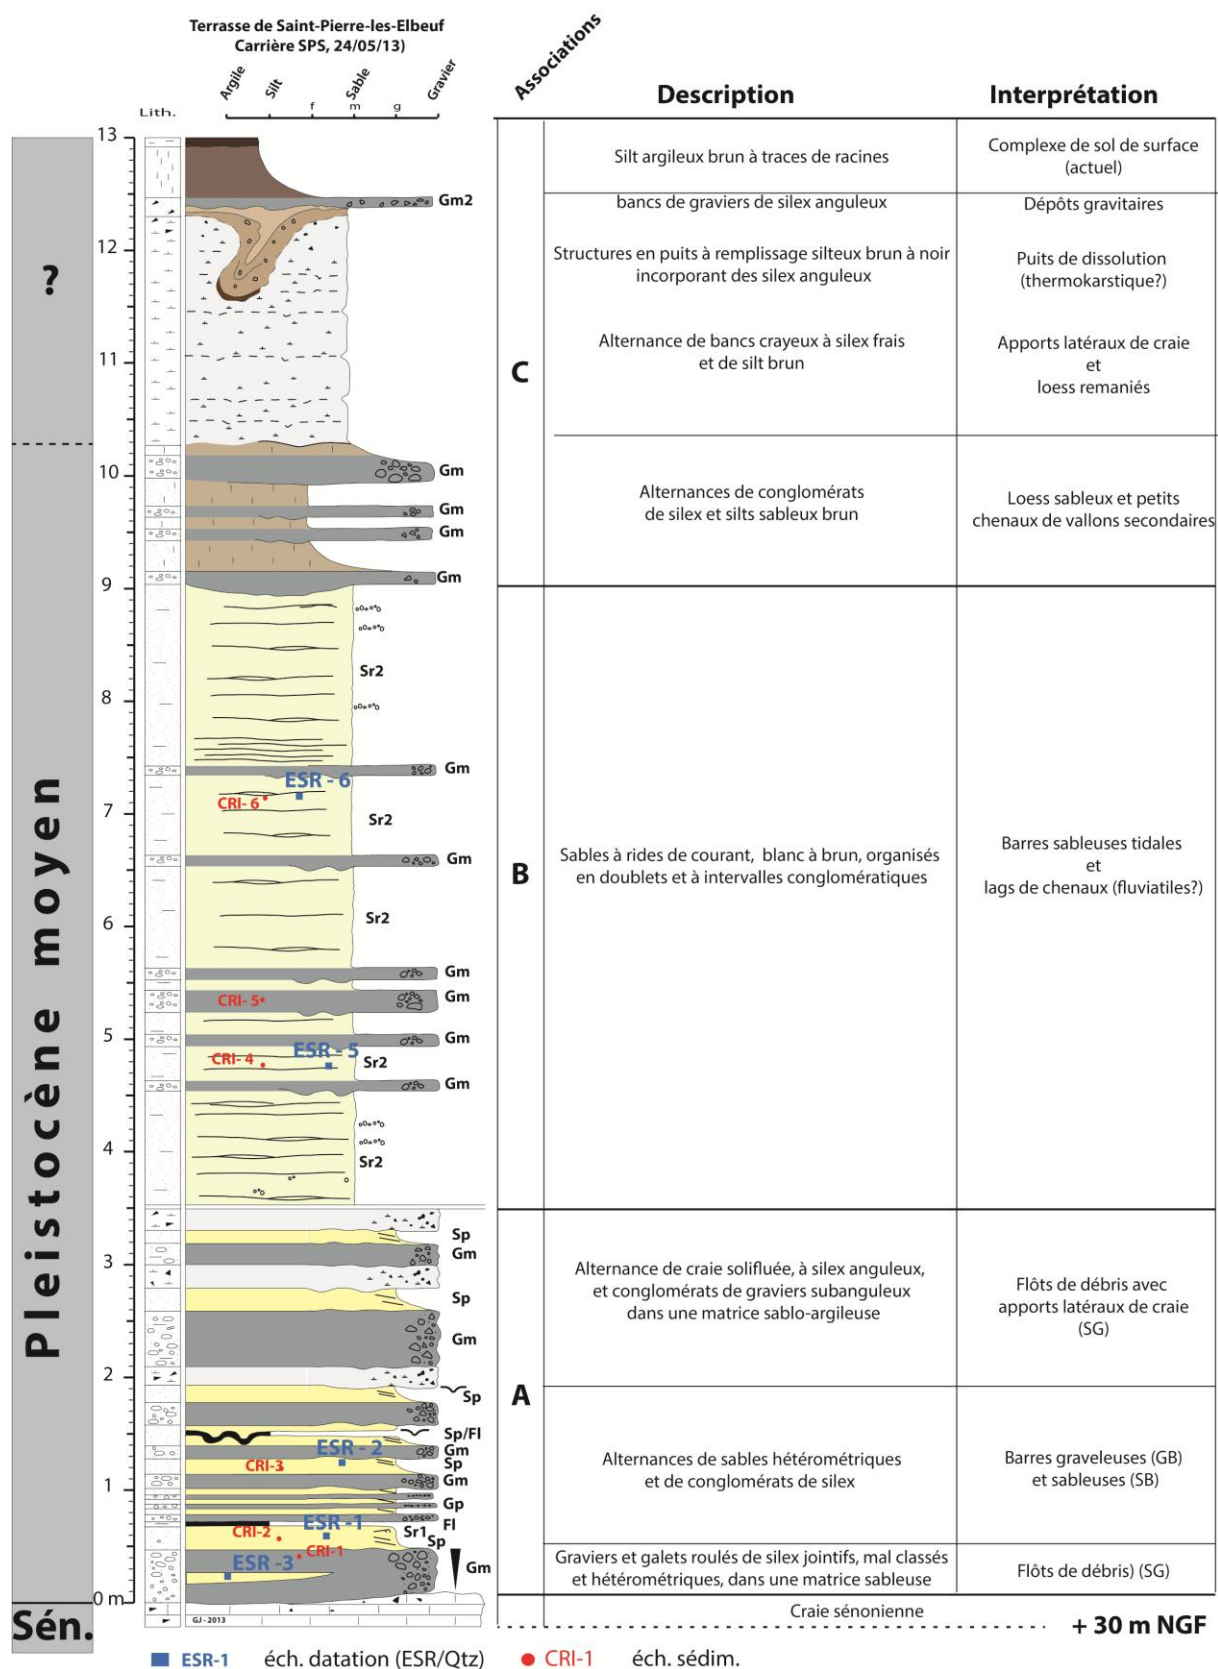 Terrasse de Saint-Pierre-les-Elbeuf
Carrière SPS, 24/05/13)
Argile
Silt
Sable
Gravier
f
m
g
Lith.
Associations
Description
Interprétation
13
12
11
10
9
8
7
6
5
4
3
2
1
0 m
?
Pleistocène moyen
Sén.
Gm2
Gm
Gm
Gm
Gm
Sr2
Gm
ESR - 6
CRI- 6
Sr2
Gm
Sr2
Gm
CRI- 5
Gm
Gm
ESR - 5
CRI- 4
Sr2
Gm
Sr2
Sp
Gm
Sp
Gm
Sp
Sp/Fl
Gm
ESR - 2
CRI-3
Sp
Gm
Gp
Fl
ESR -1
CRI-2
Sr1
Sp
CRI-1
ESR -3
Gm
GJ - 2013
C
Silt argileux brun à traces de racines
Complexe de sol de surface
(actuel)
bancs de graviers de silex anguleux
Dépôts gravitaires
Structures en puits à remplissage silteux brun à noir
incorporant des silex anguleux
Puits de dissolution
(thermokarstique?)
Alternance de bancs crayeux à silex frais
et de silt brun
Apports latéraux de craie
et
loess remaniés
Alternances de conglomérats
de silex et silts sableux brun
Loess sableux et petits
chenaux de vallons secondaires
B
Sables à rides de courant, blanc à brun, organisés
en doublets et à intervalles conglomératiques
Barres sableuses tidales
et
lags de chenaux (fluviatiles?)
A
Alternance de craie solifluée, à silex anguleux,
et conglomérats de graviers subanguleux
dans une matrice sablo-argileuse
Flôts de débris avec
apports latéraux de craie
(SG)
Alternances de sables hétérométriques
et de conglomérats de silex
Barres graveleuses (GB)
et sableuses (SB)
Graviers et galets roulés de silex jointifs, mal classés
et hétérométriques, dans une matrice sableuse
Flôts de débris) (SG)
Craie sénonienne
+ 30 m NGF
ESR-1 éch. datation (ESR/Qtz)
CRI-1 éch. sédim.